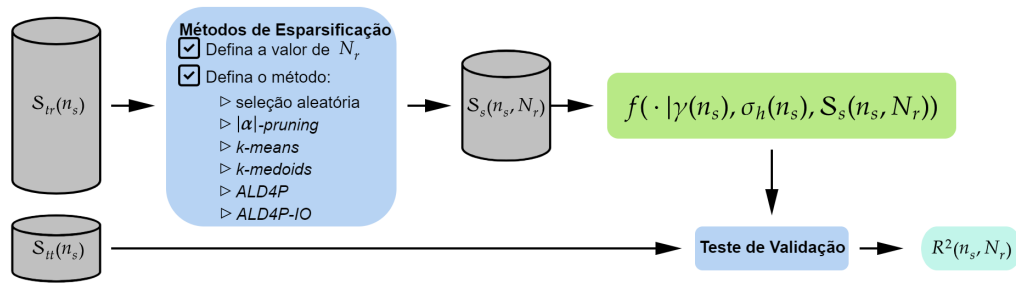 Métodos de Esparsificação
Defina a valor de N_r
Defina o método:
▷ seleção aleatória
▷ |α|-pruning
▷ k-means
▷ k-medoids
▷ ALD4P
▷ ALD4P-IO
S_tr(n_s)
S_s(n_s, N_r)
f( · |γ(n_s), σ_h(n_s), S_s(n_s, N_r))
S_tt(n_s)
Teste de Validação
R²(n_s, N_r)